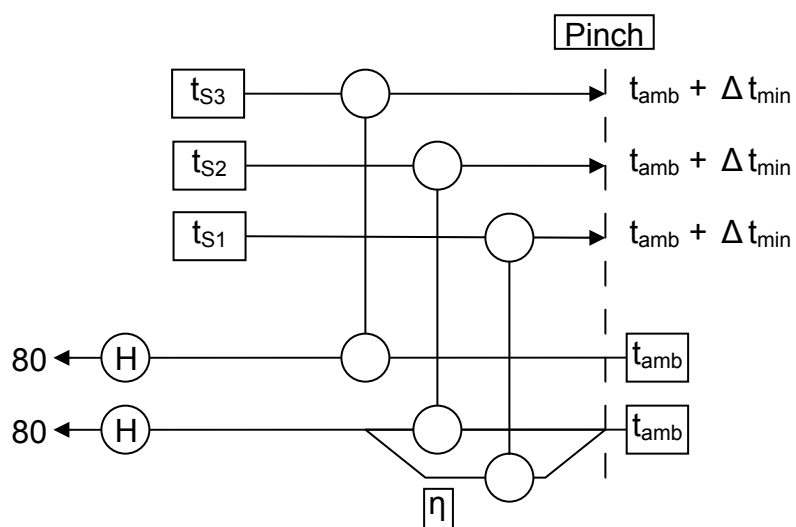 Pinch
tS3 tamb + Δ tmin
tS2 tamb + Δ tmin
tS1 tamb + Δ tmin
80 H tamb
80 H tamb
η